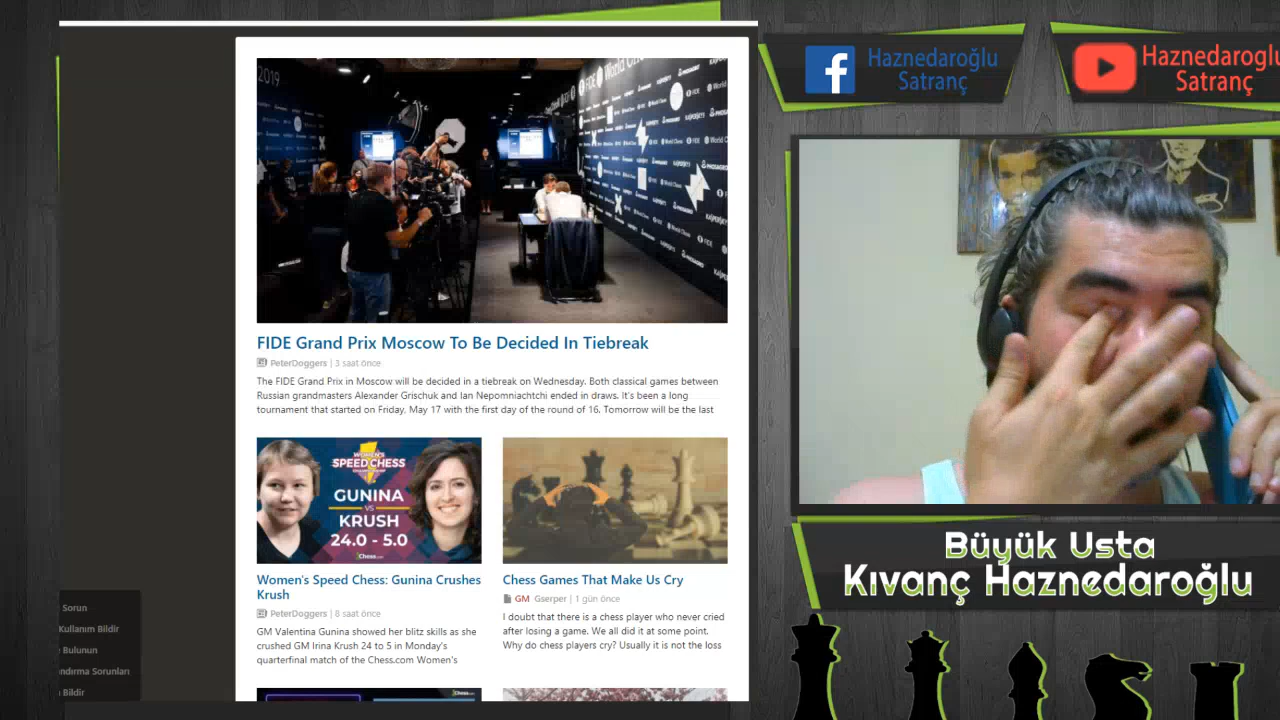 2019
FIDE World Chess
FIDE Grand Prix Moscow To Be Decided In Tiebreak
PeterDoggers | 3 saat önce
The FIDE Grand Prix in Moscow will be decided in a tiebreak on Wednesday. Both classical games between
Russian grandmasters Alexander Grischuk and Ian Nepomniachtchi ended in draws. It's been a long
tournament that started on Friday, May 17 with the first day of the round of 16. Tomorrow will be the last
WOMEN'S
SPEED CHESS
GUNINA
VS
KRUSH
24.0 - 5.0
Chess.com
Women's Speed Chess: Gunina Crushes
Krush
PeterDoggers | 8 saat önce
GM Valentina Gunina showed her blitz skills as she
crushed GM Irina Krush 24 to 5 in Monday's
quarterfinal match of the Chess.com Women's
Chess Games That Make Us Cry
GM Gserper | 1 gün önce
I doubt that there is a chess player who never cried
after losing a game. We all did it at some point.
Why do chess players cry? Usually it is not the loss
Sorun
Kullanım Bildir
Bulunun
ndırma Sorunları
Bildir
Haznedaroğlu
Satranç
Haznedaroğlu
Satranç
Büyük Usta
Kıvanç Haznedaroğlu